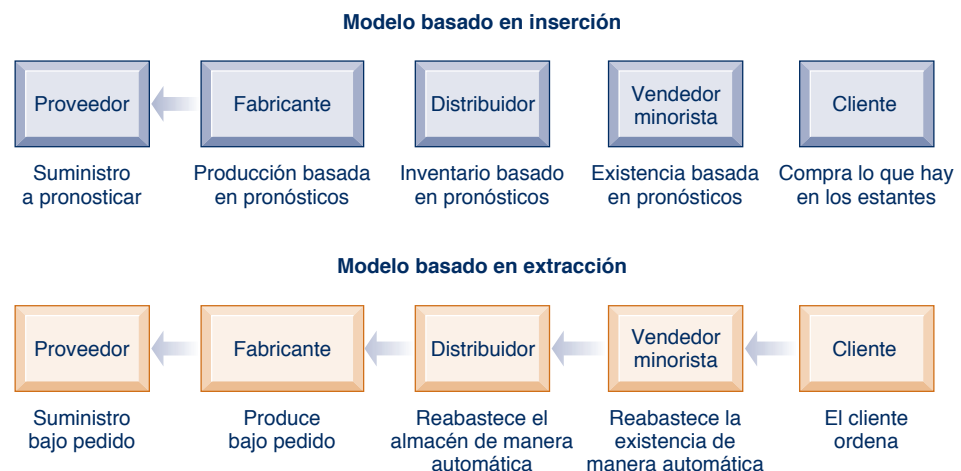 Modelo basado en inserción
Proveedor
Fabricante
Distribuidor
Vendedor
minorista
Cliente
Suministro
a pronosticar
Producción basada
en pronósticos
Inventario basado
en pronósticos
Existencia basada
en pronósticos
Compra lo que hay
en los estantes
Modelo basado en extracción
Proveedor
Fabricante
Distribuidor
Vendedor
minorista
Cliente
Suministro
bajo pedido
Produce
bajo pedido
Reabastece el
almacén de manera
automática
Reabastece la
existencia de
manera automática
El cliente
ordena